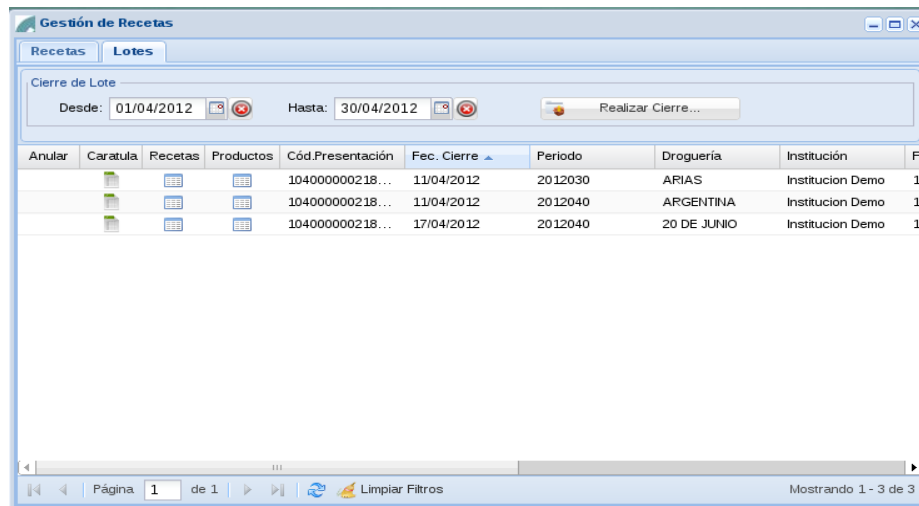 Gestión de Recetas
Recetas Lotes
Cierre de Lote
Desde: 01/04/2012 Hasta: 30/04/2012 Realizar Cierre...
Anular Caratula Recetas Productos Cód.Presentación Fec. Cierre Periodo Droguería Institución F
104000000218... 11/04/2012 2012030 ARIAS Institucion Demo 1
104000000218... 11/04/2012 2012040 ARGENTINA Institucion Demo 1
104000000218... 17/04/2012 2012040 20 DE JUNIO Institucion Demo 1
Página 1 de 1 Limpiar Filtros Mostrando 1 - 3 de 3